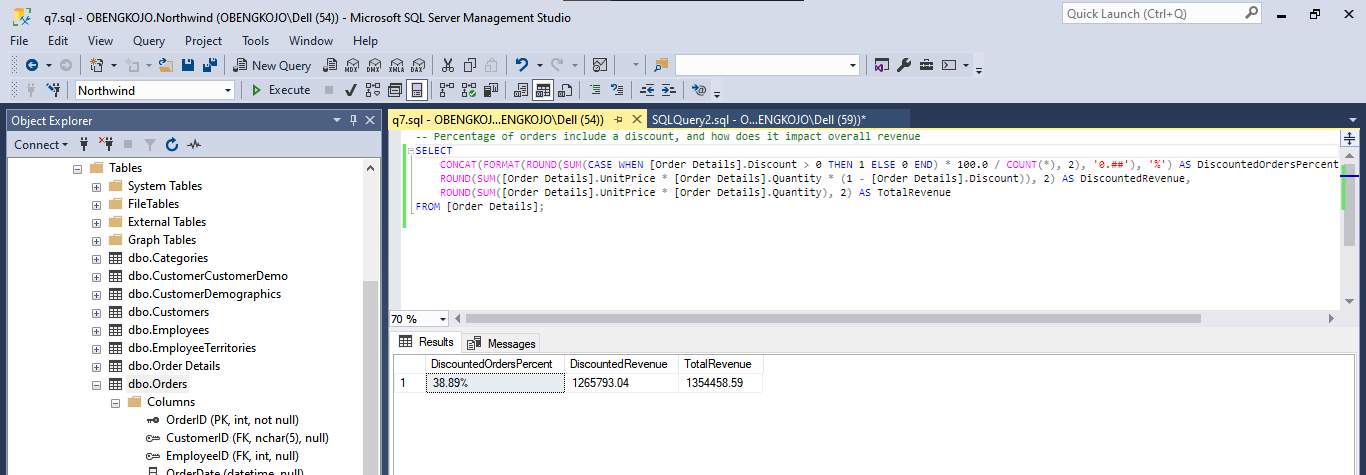 q7.sql - OBENGKOJO.Northwind (OBENGKOJO\Dell (54)) - Microsoft SQL Server Management Studio
Quick Launch (Ctrl+Q)
File Edit View Query Project Tools Window Help
New Query MDX DMX XMLA DAX
Northwind Execute
Object Explorer
Connect
Tables
System Tables
FileTables
External Tables
Graph Tables
dbo.Categories
dbo.CustomerCustomerDemo
dbo.CustomerDemographics
dbo.Customers
dbo.Employees
dbo.EmployeeTerritories
dbo.Order Details
dbo.Orders
Columns
OrderID (PK, int, not null)
CustomerID (FK, nchar(5), null)
EmployeeID (FK, int, null)
OrderDate (datetime, null)
q7.sql - OBENGKOJ...ENGKOJO\Dell (54)) SQLQuery2.sql - O...ENGKOJO\Dell (59))*
-- Percentage of orders include a discount, and how does it impact overall revenue
SELECT
CONCAT(FORMAT(ROUND(SUM(CASE WHEN [Order Details].Discount > 0 THEN 1 ELSE 0 END) * 100.0 / COUNT(*), 2), '0.##'), '%') AS DiscountedOrdersPercent
ROUND(SUM([Order Details].UnitPrice * [Order Details].Quantity * (1 - [Order Details].Discount)), 2) AS DiscountedRevenue,
ROUND(SUM([Order Details].UnitPrice * [Order Details].Quantity), 2) AS TotalRevenue
FROM [Order Details];
70 %
Results Messages
DiscountedOrdersPercent DiscountedRevenue TotalRevenue
1 38.89% 1265793.04 1354458.59